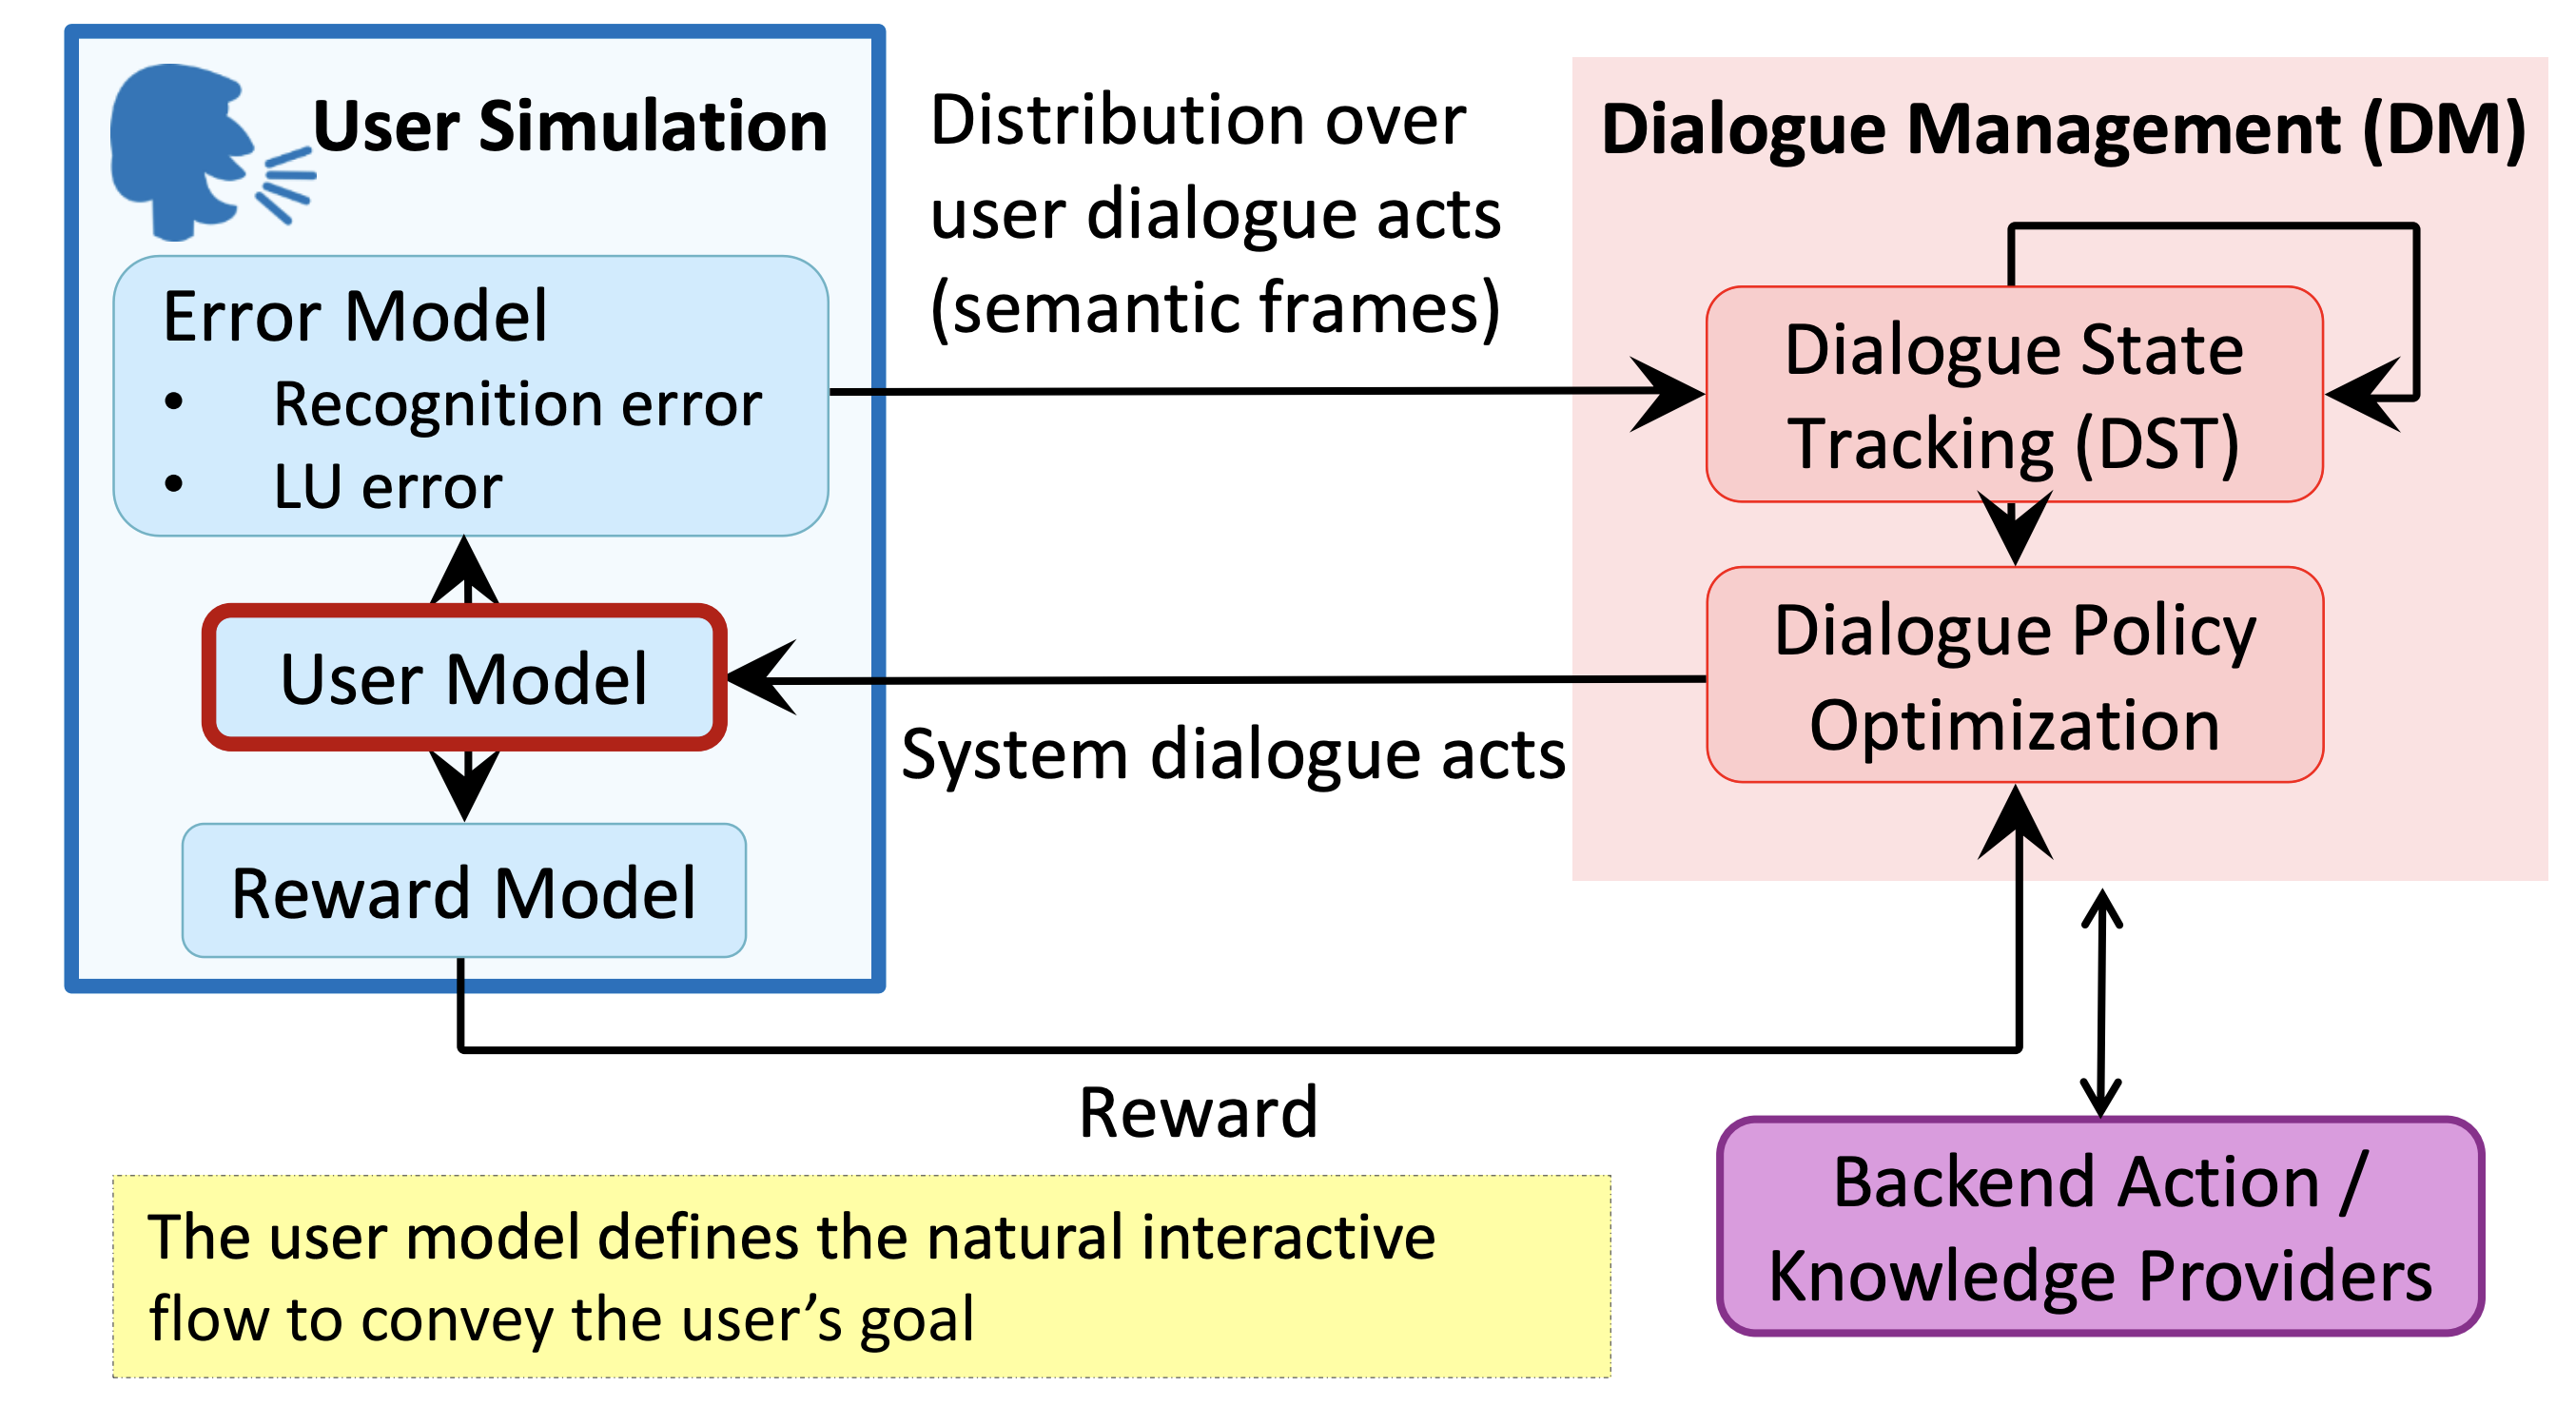 User Simulation
Error Model
• Recognition error
• LU error
User Model
Reward Model
Distribution over
user dialogue acts
(semantic frames)
System dialogue acts
Reward
Dialogue Management (DM)
Dialogue State
Tracking (DST)
Dialogue Policy
Optimization
Backend Action /
Knowledge Providers
The user model defines the natural interactive
flow to convey the user’s goal